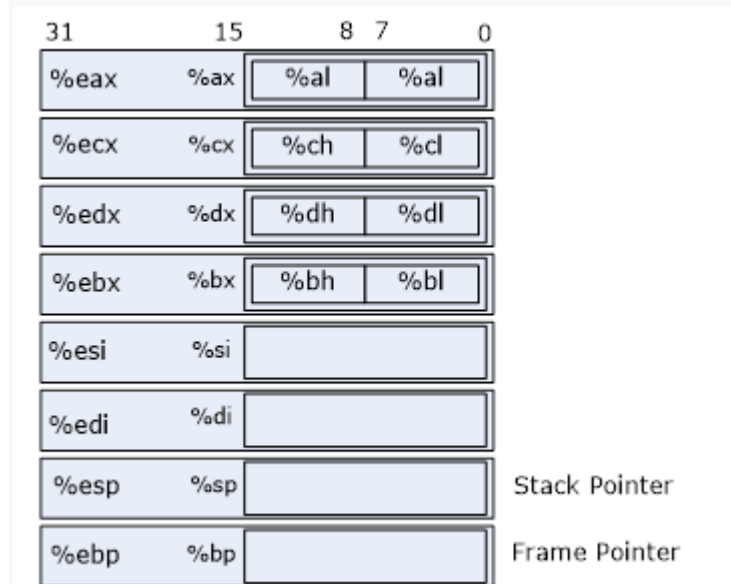 31 15 8 7 0
%eax %ax %al %al
%ecx %cx %ch %cl
%edx %dx %dh %dl
%ebx %bx %bh %bl
%esi %si
%edi %di
%esp %sp Stack Pointer
%ebp %bp Frame Pointer